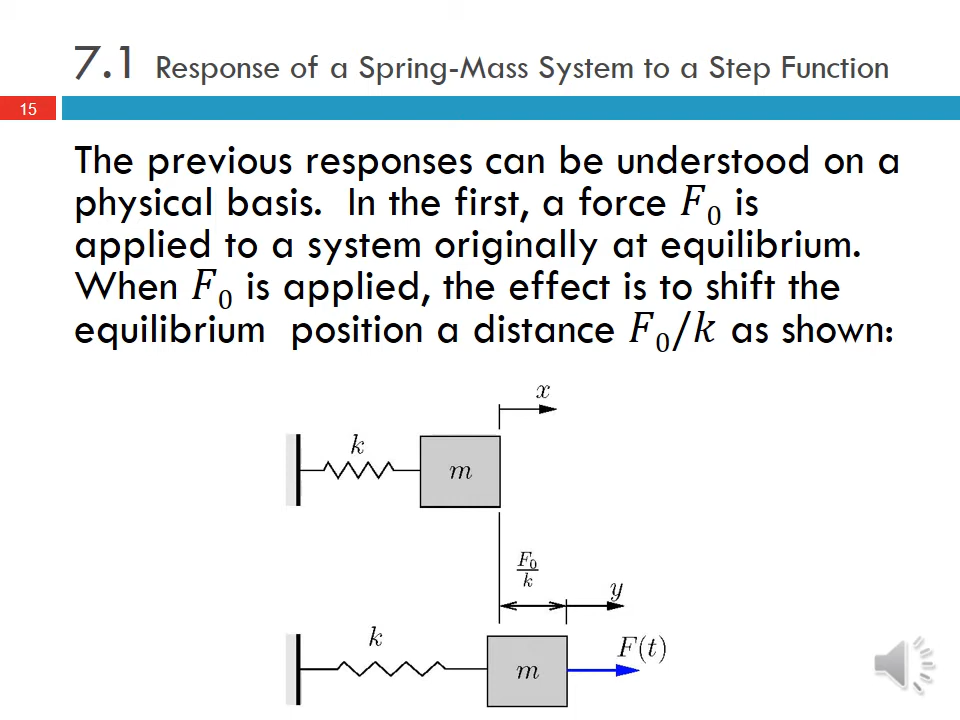 7.1 Response of a Spring-Mass System to a Step Function
15
The previous responses can be understood on a
physical basis.  In the first, a force F₀ is
applied to a system originally at equilibrium.
When F₀ is applied, the effect is to shift the
equilibrium  position a distance F₀/k as shown:
x
k
m
F₀/k
y
k
m
F(t)